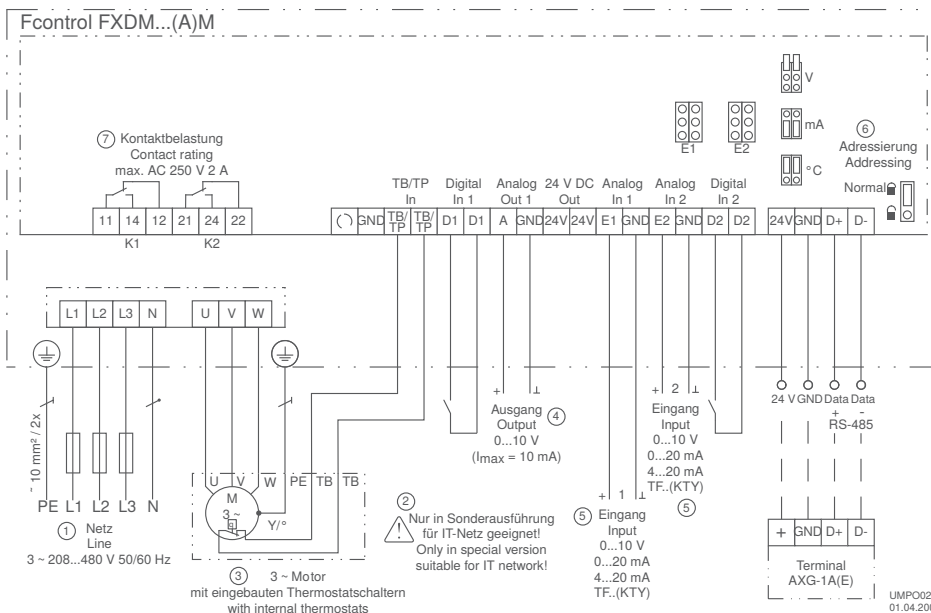 Fcontrol FXDM...(A)M
V
mA
°C
E1
E2
⑥
Adressierung
Addressing
Normal
⑦ Kontaktbelastung
Contact rating
max. AC 250 V 2 A
TB/TP In
Digital In 1
Analog Out 1
24 V DC Out
Analog In 1
Analog In 2
Digital In 2
11 14 12 21 24 22
K1 K2
GND TB/TP TB/TP D1 D1 A GND 24V 24V E1 GND E2 GND D2 D2
24V GND D+ D-
L1 L2 L3 N
U V W
10 mm² / 2x
PE L1 L2 L3 N
① Netz
Line
3 ~ 208...480 V 50/60 Hz
U V W PE TB TB
M
3 ~
Y/°
③ 3 ~ Motor
mit eingebauten Thermostatschaltern
with internal thermostats
②
Nur in Sonderausführung
für IT-Netz geeignet!
Only in special version
suitable for IT network!
+ ⊥
Ausgang ④
Output
0...10 V
(Imax = 10 mA)
+ 1 ⊥
⑤ Eingang
Input
0...10 V
0...20 mA
4...20 mA
TF..(KTY)
+ 2 ⊥
Eingang
Input
0...10 V
0...20 mA
4...20 mA
TF..(KTY)
⑤
24 V GND Data Data
+ -
RS-485
+ GND D+ D-
Terminal
AXG-1A(E)